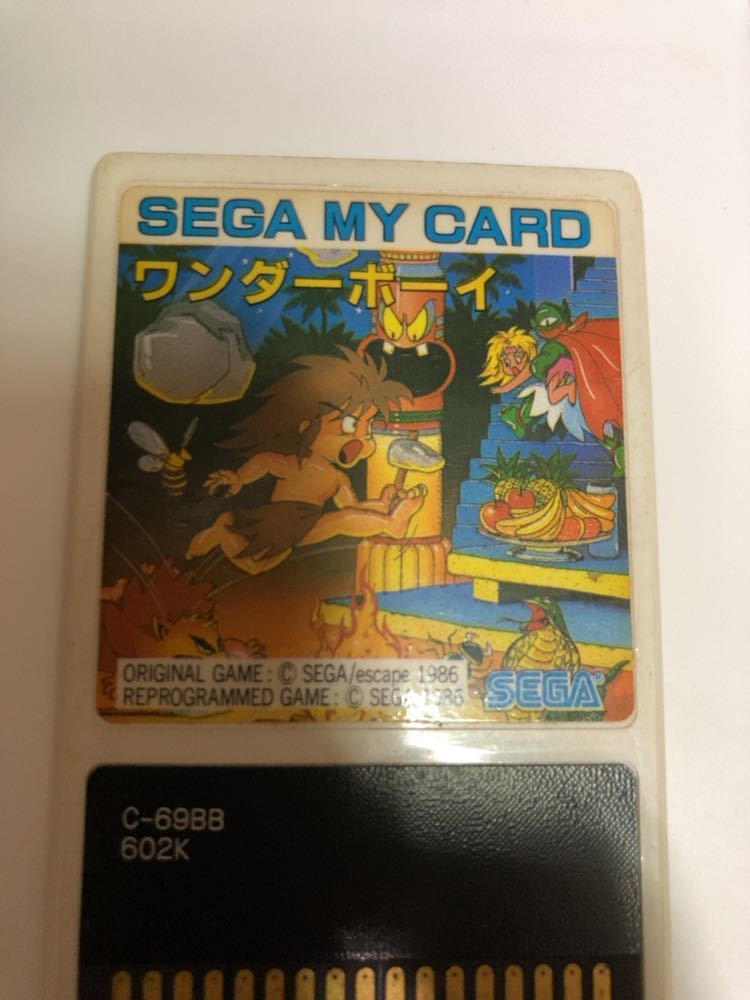 SEGA MY CARD
ワンダーボーイ
ORIGINAL GAME : © SEGA/escape 1986
REPROGRAMMED GAME : © SEGA 1986
SEGA
C-69BB
602K